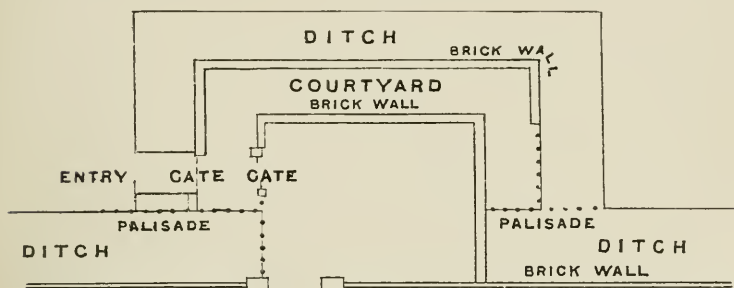 DITCH
BRICK WALL
COURTYARD
BRICK WALL
ENTRY GATE GATE
PALISADE
PALISADE
DITCH
DITCH
BRICK WALL